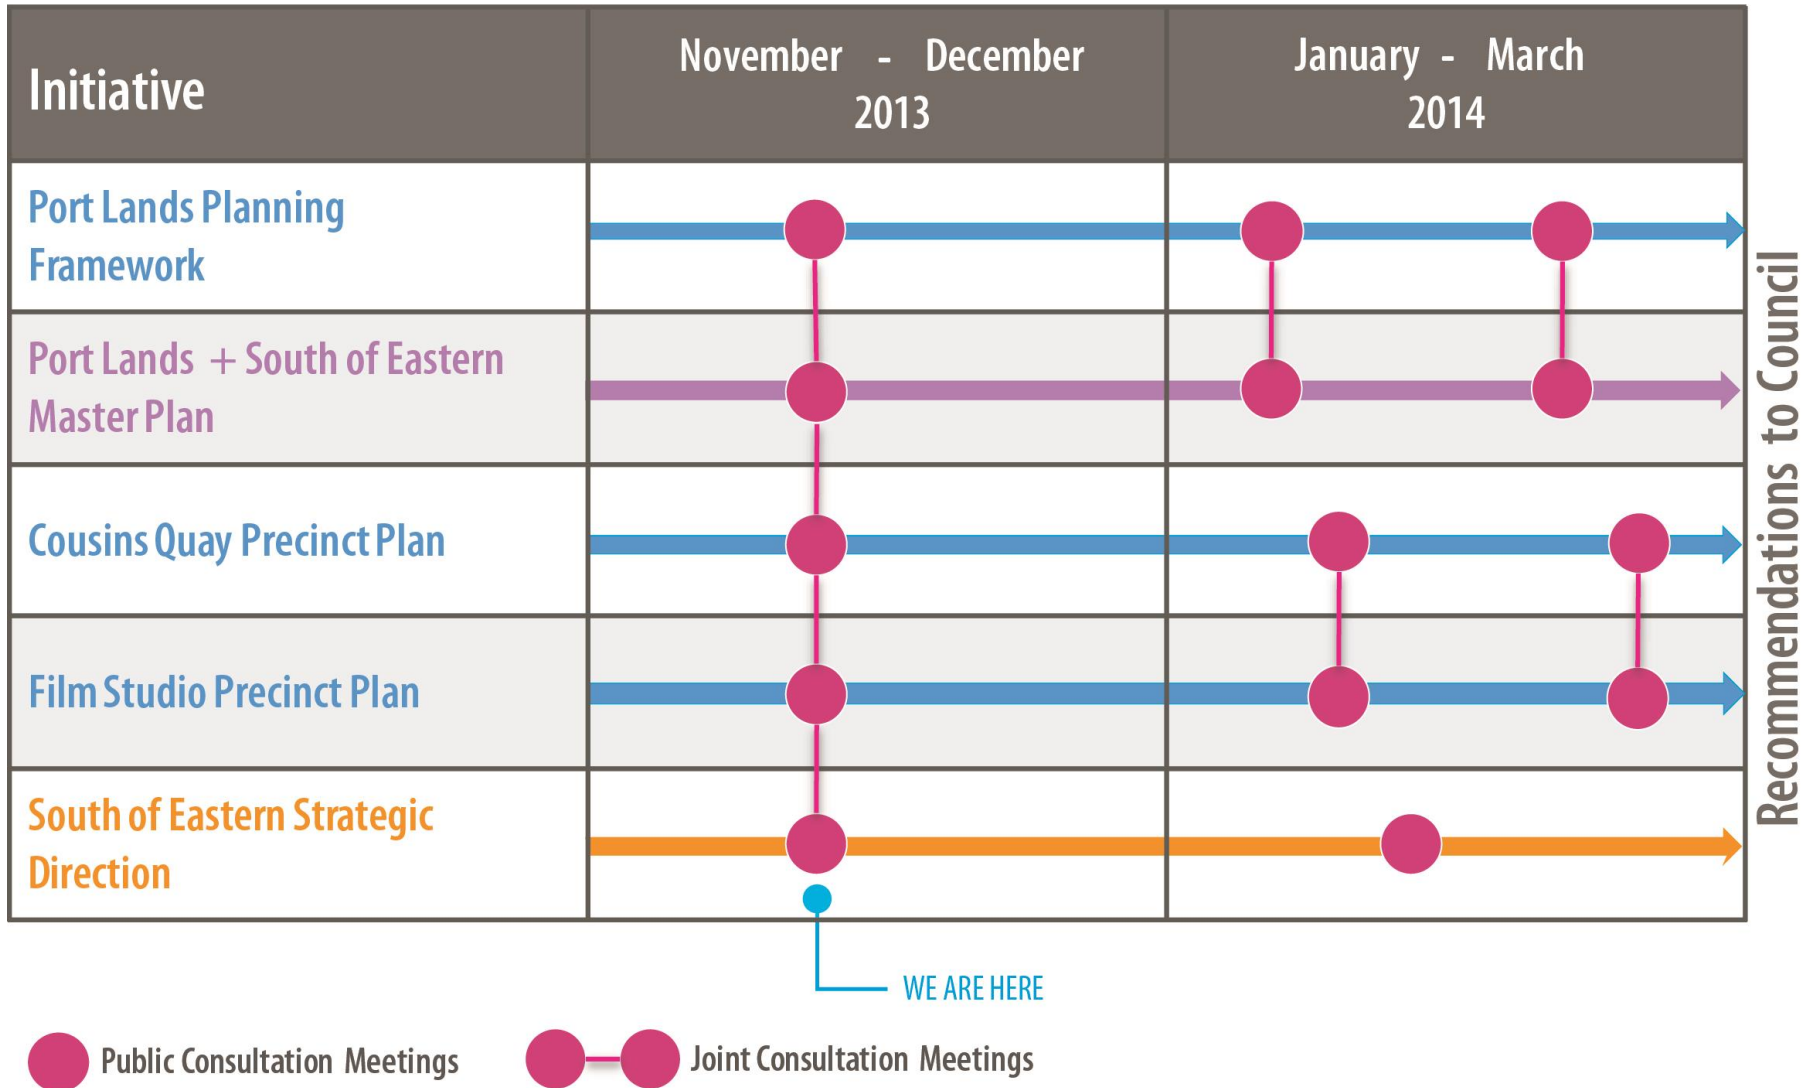 Initiative
November - December
2013
January - March
2014
Port Lands Planning
Framework
Port Lands + South of Eastern
Master Plan
Cousins Quay Precinct Plan
Film Studio Precinct Plan
South of Eastern Strategic
Direction
Recommendations to Council
WE ARE HERE
Public Consultation Meetings
Joint Consultation Meetings